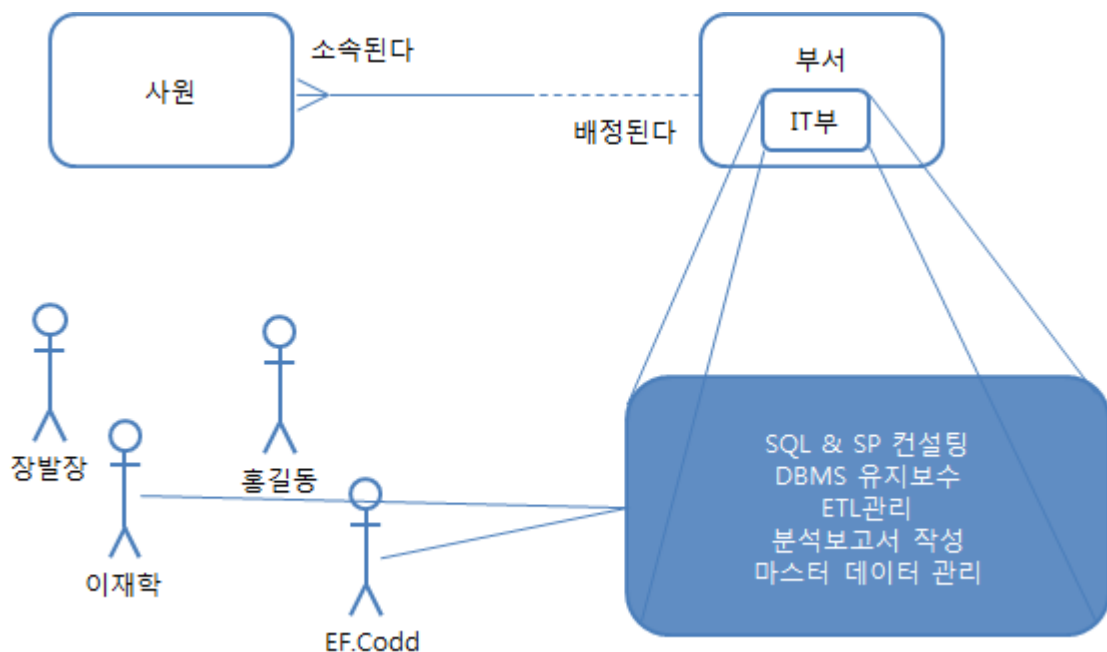 사원
소속된다
배정된다
부서
IT부
장발장
이재학
홍길동
EF.Codd
SQL & SP 컨설팅
DBMS 유지보수
ETL관리
분석보고서 작성
마스터 데이터 관리